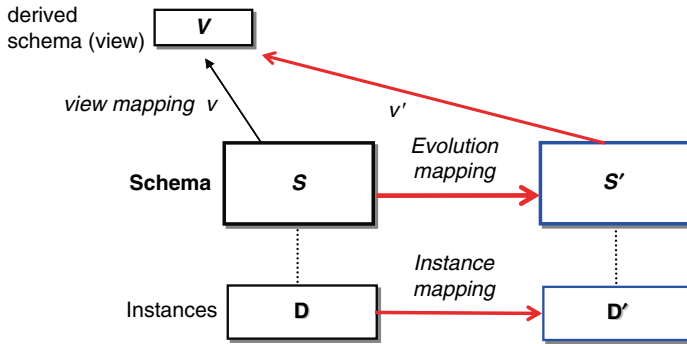 derived
schema (view)
V
view mapping v
v′
Evolution
mapping
Schema
S
S′
Instance
mapping
Instances
D
D′